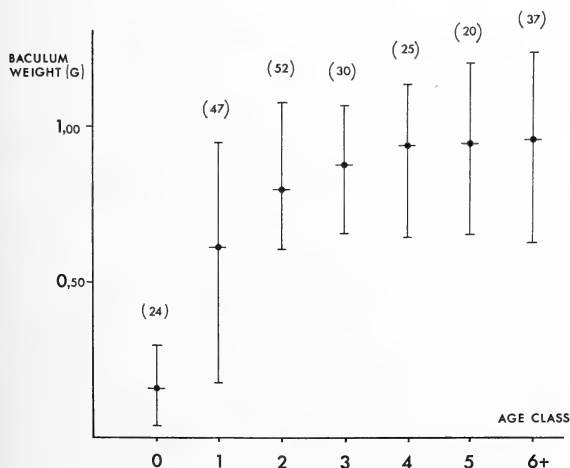 BACULUM
WEIGHT (G)
(37)
(20)
(25)
(52)
(30)
(47)
1,00
0,50
(24)
AGE CLASS
0 1 2 3 4 5 6+